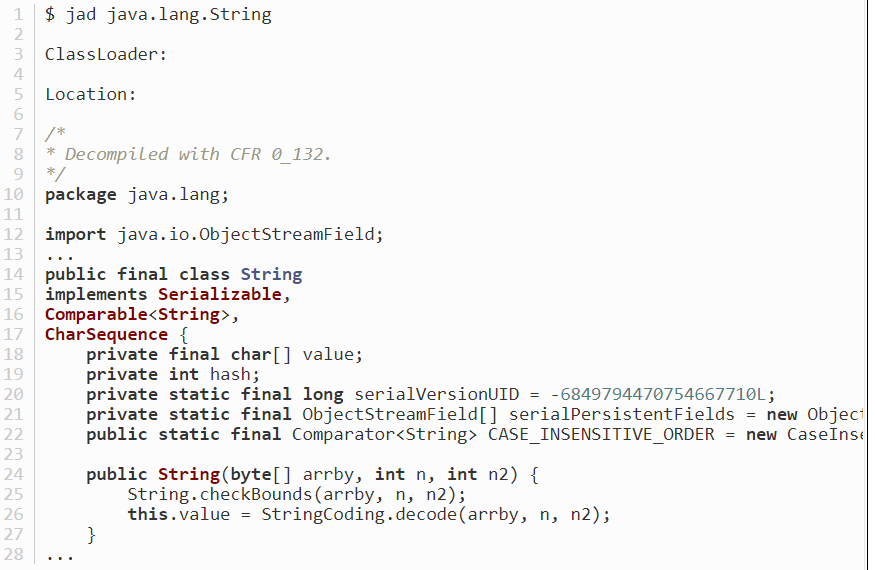 1 $ jad java.lang.String
2
3 ClassLoader:
4
5 Location:
6
7 /*
8 * Decompiled with CFR 0_132.
9 */
10 package java.lang;
11
12 import java.io.ObjectStreamField;
13 ...
14 public final class String
15 implements Serializable,
16 Comparable<String>,
17 CharSequence {
18     private final char[] value;
19     private int hash;
20     private static final long serialVersionUID = -6849794470754667710L;
21     private static final ObjectStreamField[] serialPersistentFields = new Object
22     public static final Comparator<String> CASE_INSENSITIVE_ORDER = new CaseInse
23
24     public String(byte[] arrby, int n, int n2) {
25         String.checkBounds(arrby, n, n2);
26         this.value = StringCoding.decode(arrby, n, n2);
27     }
28 ...